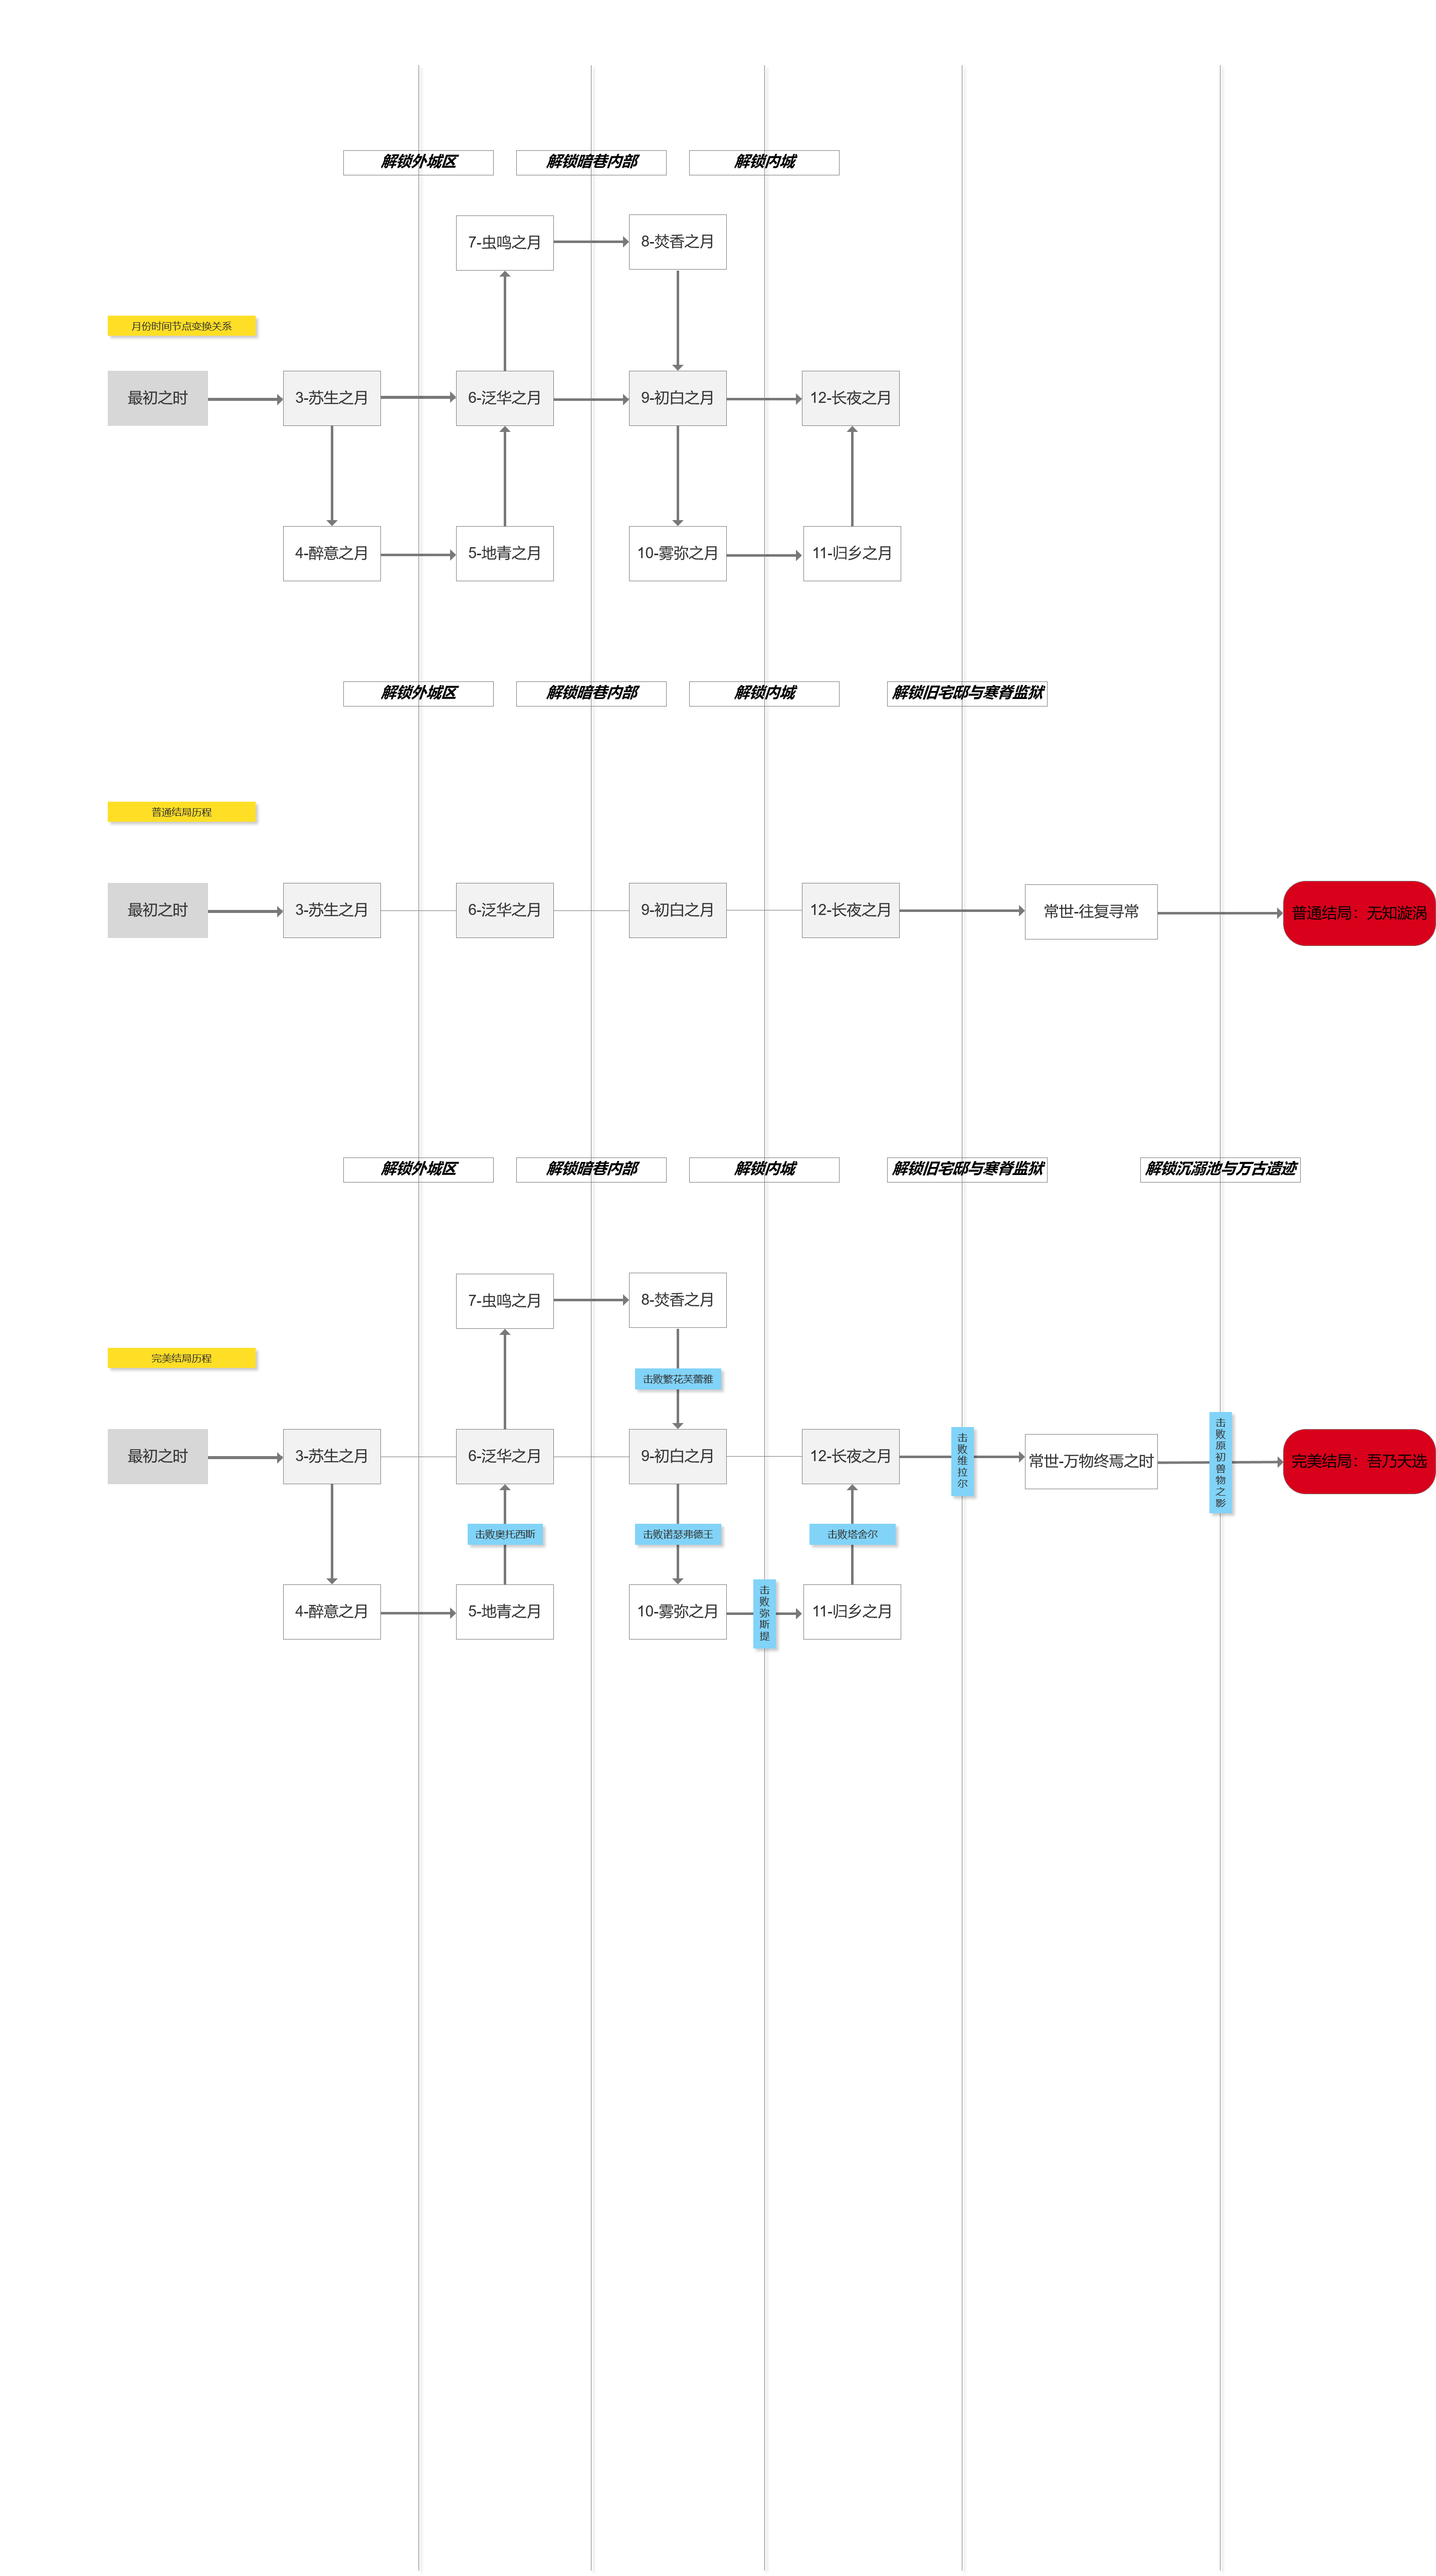 解锁外城区
解锁暗巷内部
解锁内城
7-虫鸣之月
8-焚香之月
月份时间节点变换关系
最初之时
3-苏生之月
6-泛华之月
9-初白之月
12-长夜之月
4-醉意之月
5-地青之月
10-雾弥之月
11-归乡之月
解锁外城区
解锁暗巷内部
解锁内城
解锁旧宅邸与寒脊监狱
普通结局历程
最初之时
3-苏生之月
6-泛华之月
9-初白之月
12-长夜之月
常世-往复寻常
普通结局：无知漩涡
解锁外城区
解锁暗巷内部
解锁内城
解锁旧宅邸与寒脊监狱
解锁沉溺池与万古遗迹
7-虫鸣之月
8-焚香之月
完美结局历程
击败繁花芙蕾雅
最初之时
3-苏生之月
6-泛华之月
9-初白之月
12-长夜之月
击败维拉尔
常世-万物终焉之时
击败原初兽物之影
完美结局：吾乃天选
击败奥托西斯
击败诺瑟弗德王
击败塔舍尔
4-醉意之月
5-地青之月
10-雾弥之月
击败弥斯提
11-归乡之月